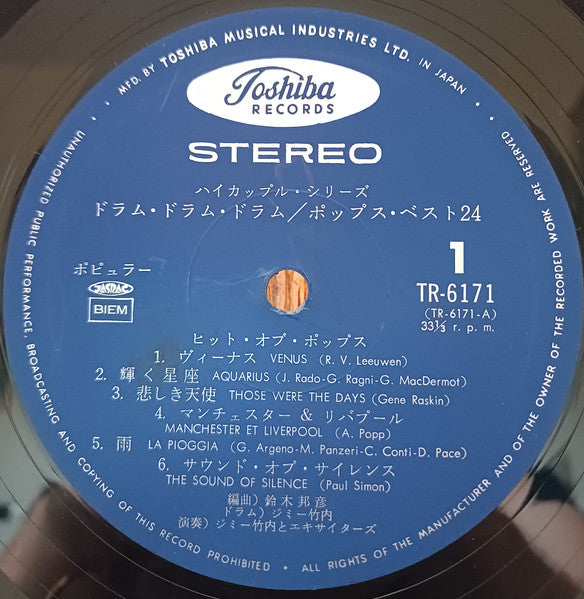 MFD. BY TOSHIBA MUSICAL INDUSTRIES LTD. IN JAPAN
Toshiba
RECORDS
STEREO
ハイカップル・シリーズ
ドラム・ドラム・ドラム／ポップス・ベスト24
ポピュラー
JASRAC
BIEM
1
TR-6171
(TR-6171-A)
33⅓ r. p. m.
ヒット・オブ・ポップス
1. ヴィーナス VENUS (R. V. Leeuwen)
2. 輝く星座 AQUARIUS (J. Rado-G. Ragni-G. MacDermot)
3. 悲しき天使 THOSE WERE THE DAYS (Gene Raskin)
4. マンチェスター & リバプール
MANCHESTER ET LIVERPOOL (A. Popp)
5. 雨 LA PIOGGIA (G. Argeno-M. Panzeri-C. Conti-D. Pace)
6. サウンド・オブ・サイレンス
THE SOUND OF SILENCE (Paul Simon)
編曲) 鈴木邦彦
ドラム) ジミー竹内
演奏) ジミー竹内とエキサイターズ
UNAUTHORIZED PUBLIC PERFORMANCE, BROADCASTING AND COPYING OF THIS RECORD PROHIBITED • ALL RIGHTS OF THE MANUFACTURER AND OF THE OWNER OF THE RECORDED WORK ARE RESERVED